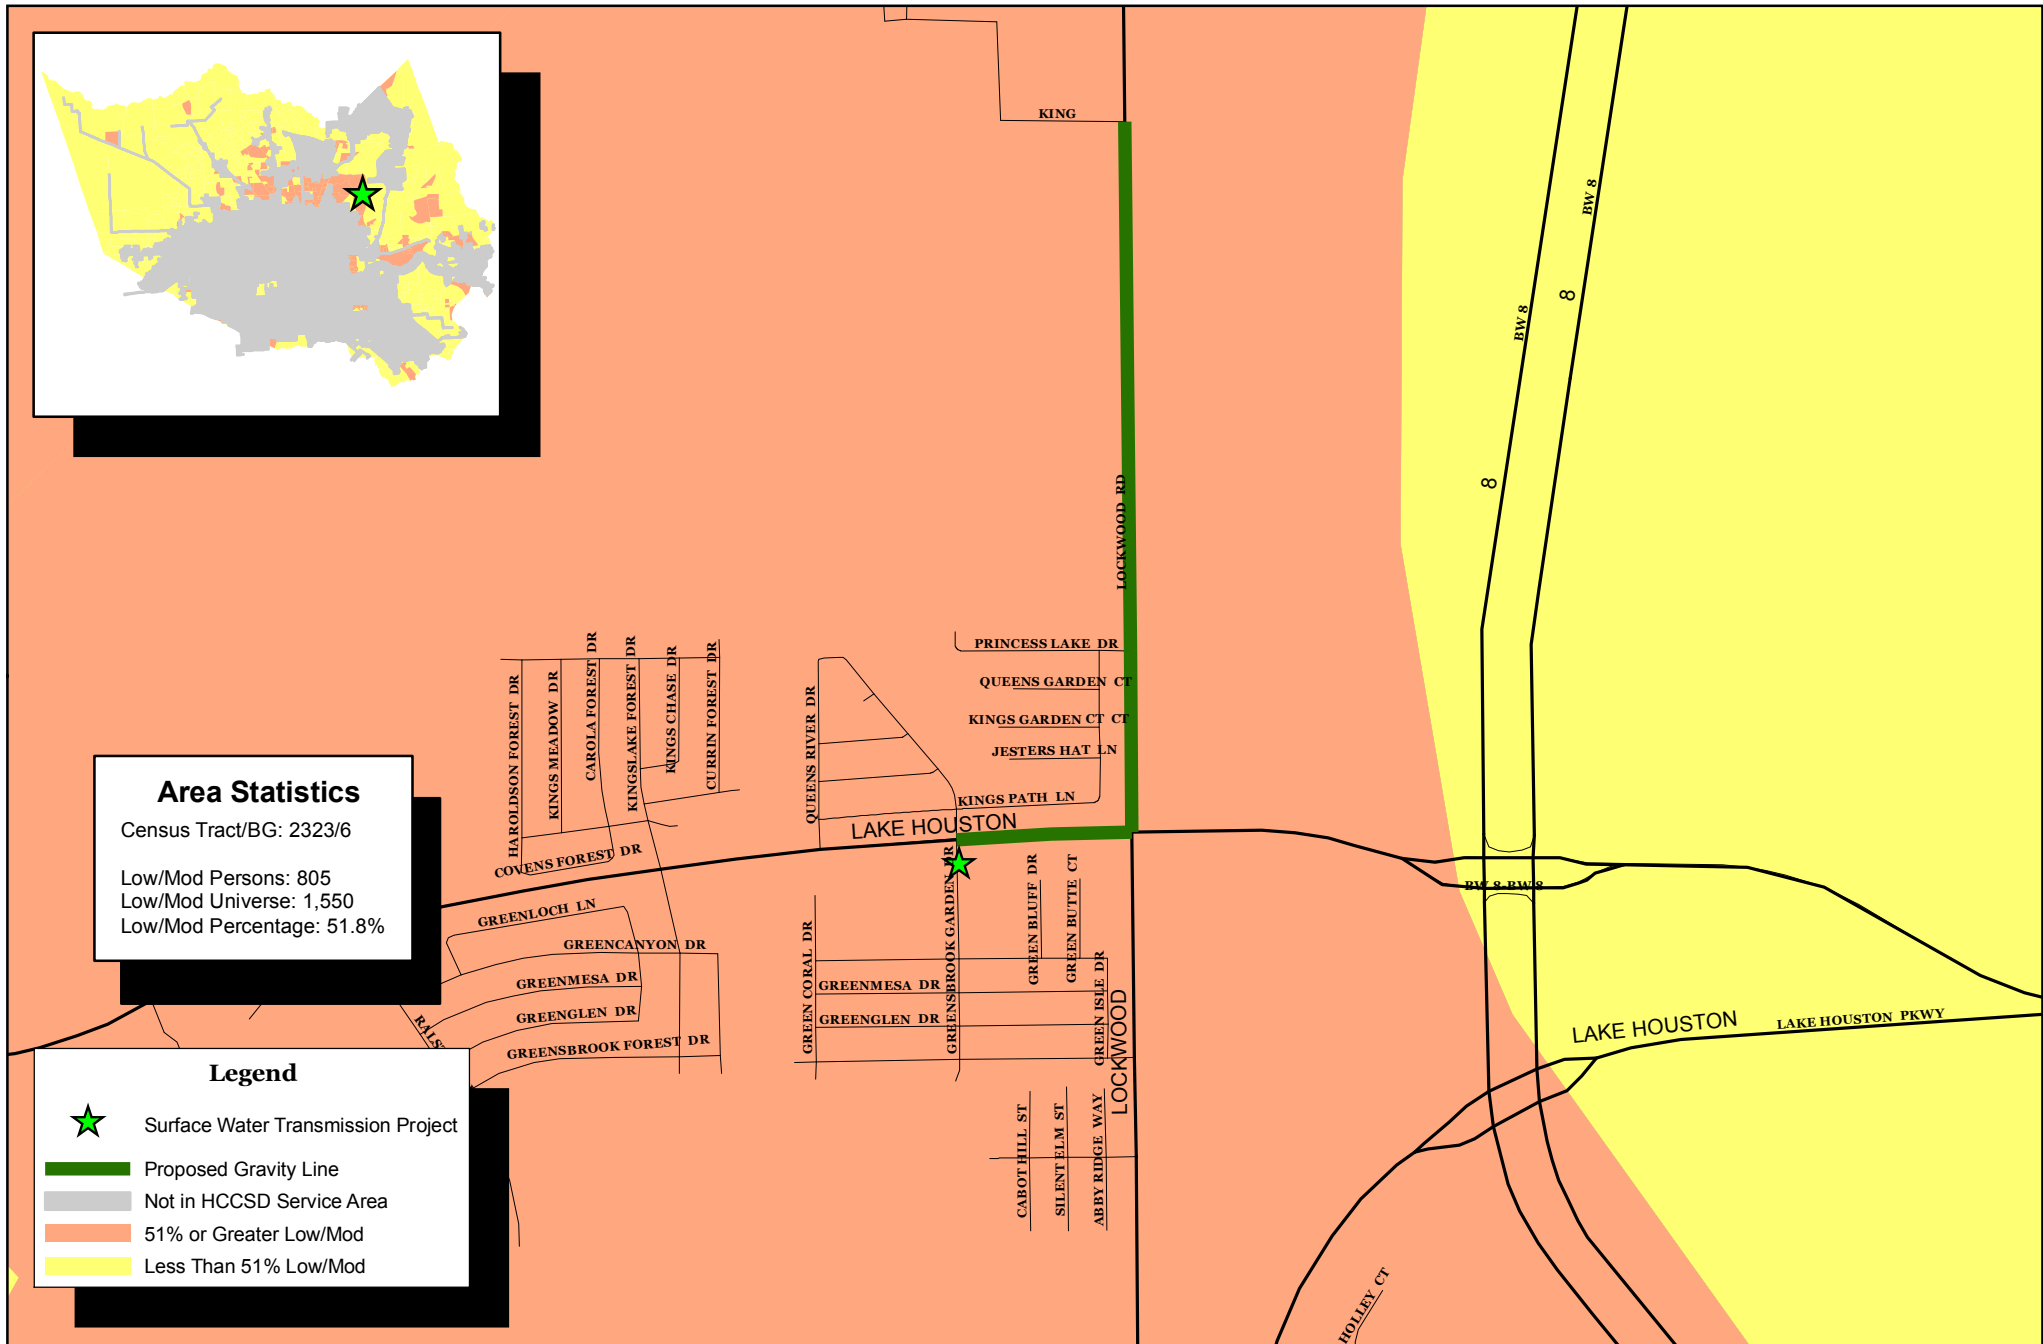 KING
BW 8
BW 8
8
8
LOCKWOOD RD
PRINCESS LAKE DR
QUEENS GARDEN CT
KINGS GARDEN CT CT
JESTERS HAT LN
KINGS PATH LN
HAROLDSON FOREST DR
KINGS MEADOW DR
CAROLA FOREST DR
KINGSLAKE FOREST DR
KINGS CHASE DR
CURRIN FOREST DR
QUEENS RIVER DR
LAKE HOUSTON
COVENS FOREST DR
Area Statistics
Census Tract/BG: 2323/6
Low/Mod Persons: 805
Low/Mod Universe: 1,550
Low/Mod Percentage: 51.8%
GREENLOCH LN
GREENCANYON DR
GREENMESA DR
GREENGLEN DR
GREENSBROOK FOREST DR
GREEN CORAL DR
GREENSBROOK GARDEN DR
GREEN BLUFF DR
GREEN BUTTE CT
GREENMESA DR
GREENGLEN DR
GREEN ISLE DR
LOCKWOOD
BW 8-BW 8
LAKE HOUSTON
LAKE HOUSTON PKWY
CABOT HILL ST
SILENT ELM ST
ABBY RIDGE WAY
HOLLEY CT
Legend
Surface Water Transmission Project
Proposed Gravity Line
Not in HCCSD Service Area
51% or Greater Low/Mod
Less Than 51% Low/Mod